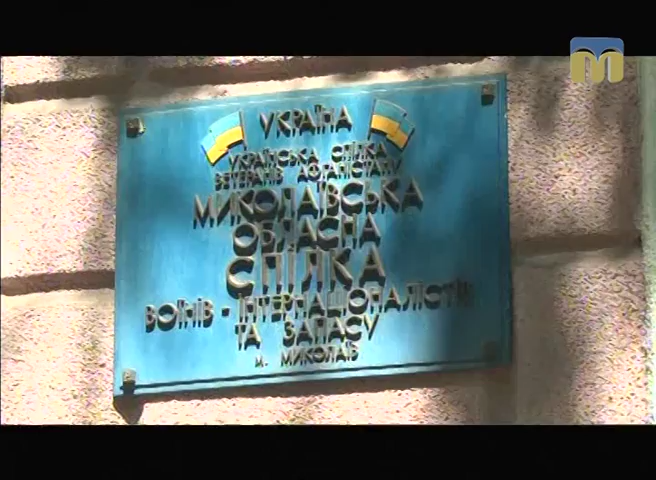 УКРАЇНА
УКРАЇНСЬКА СПІЛКА
ВЕТЕРАНІВ АФГАНІСТАНУ
МИКОЛАЇВСЬКА
ОБЛАСНА
СПІЛКА
ВОЇНІВ - ІНТЕРНАЦІОНАЛІСТІВ
ТА ЗАПАСУ
М. МИКОЛАЇВ